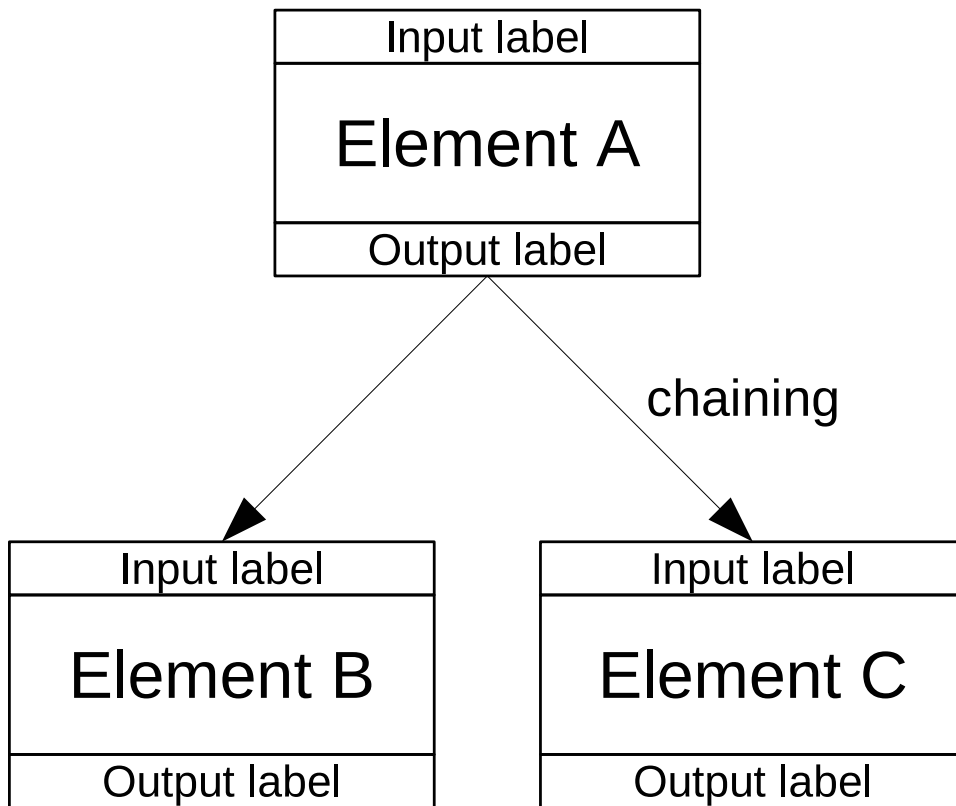 Input label
Element A
Output label
chaining
Input label
Input label
Element B
Element C
Output label
Output label